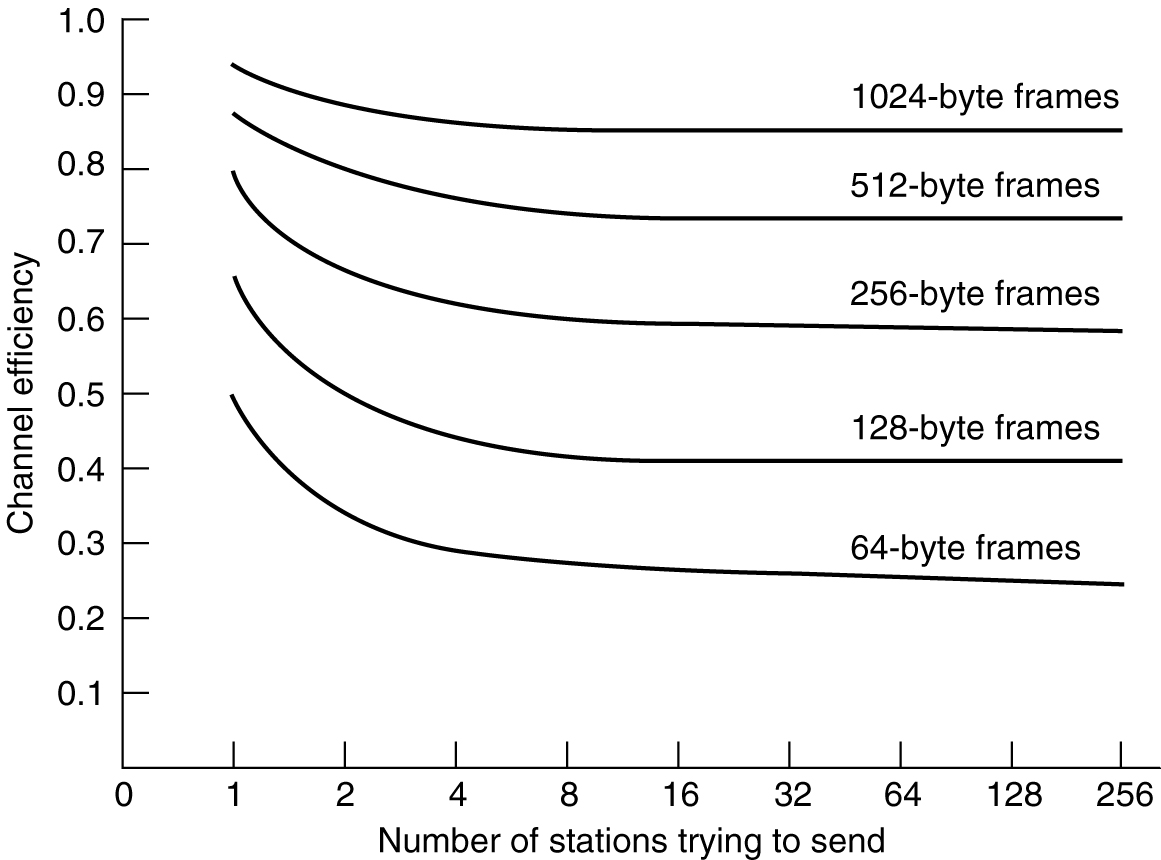 1.0
0.9
0.8
0.7
0.6
0.5
0.4
0.3
0.2
0.1
Channel efficiency
1024-byte frames
512-byte frames
256-byte frames
128-byte frames
64-byte frames
0 1 2 4 8 16 32 64 128 256
Number of stations trying to send